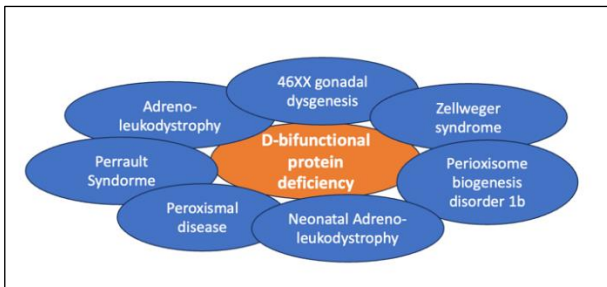 46XX gonadal
dysgenesis
Adreno-
leukodystrophy
Zellweger
syndrome
D-bifunctional
protein
deficiency
Perrault
Syndorme
Perioxisome
biogenesis
disorder 1b
Peroxismal
disease
Neonatal Adreno-
leukodystrophy